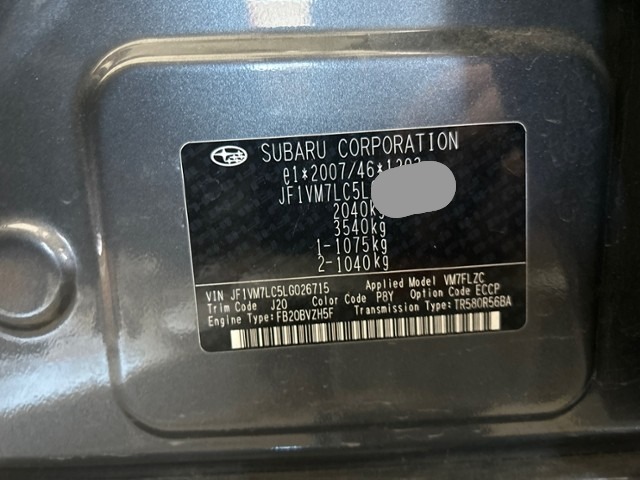 SUBARU CORPORATION
e1*2007/46*
JF1VM7LC5L
2040kg
3540kg
1-1075kg
2-1040kg
VIN JF1VM7LC5LG026715 Applied Model VM7FLZC
Trim Code J20 Color Code P8Y Option Code ECCP
Engine Type:FB20BVZH5F Transmission Type:TR580R56BA